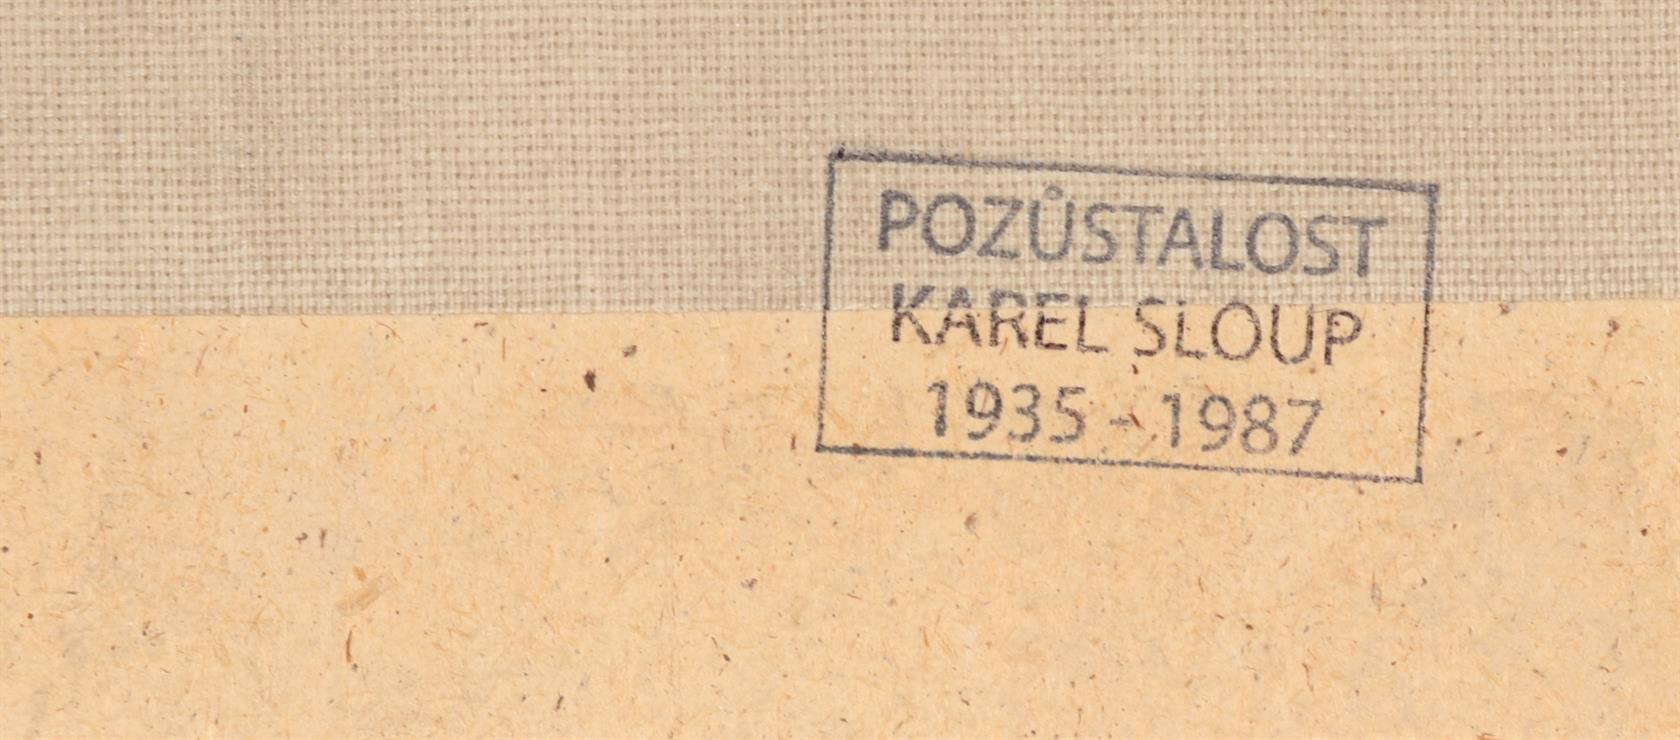 POZŮSTALOST
KAREL SLOUP
1935 - 1987